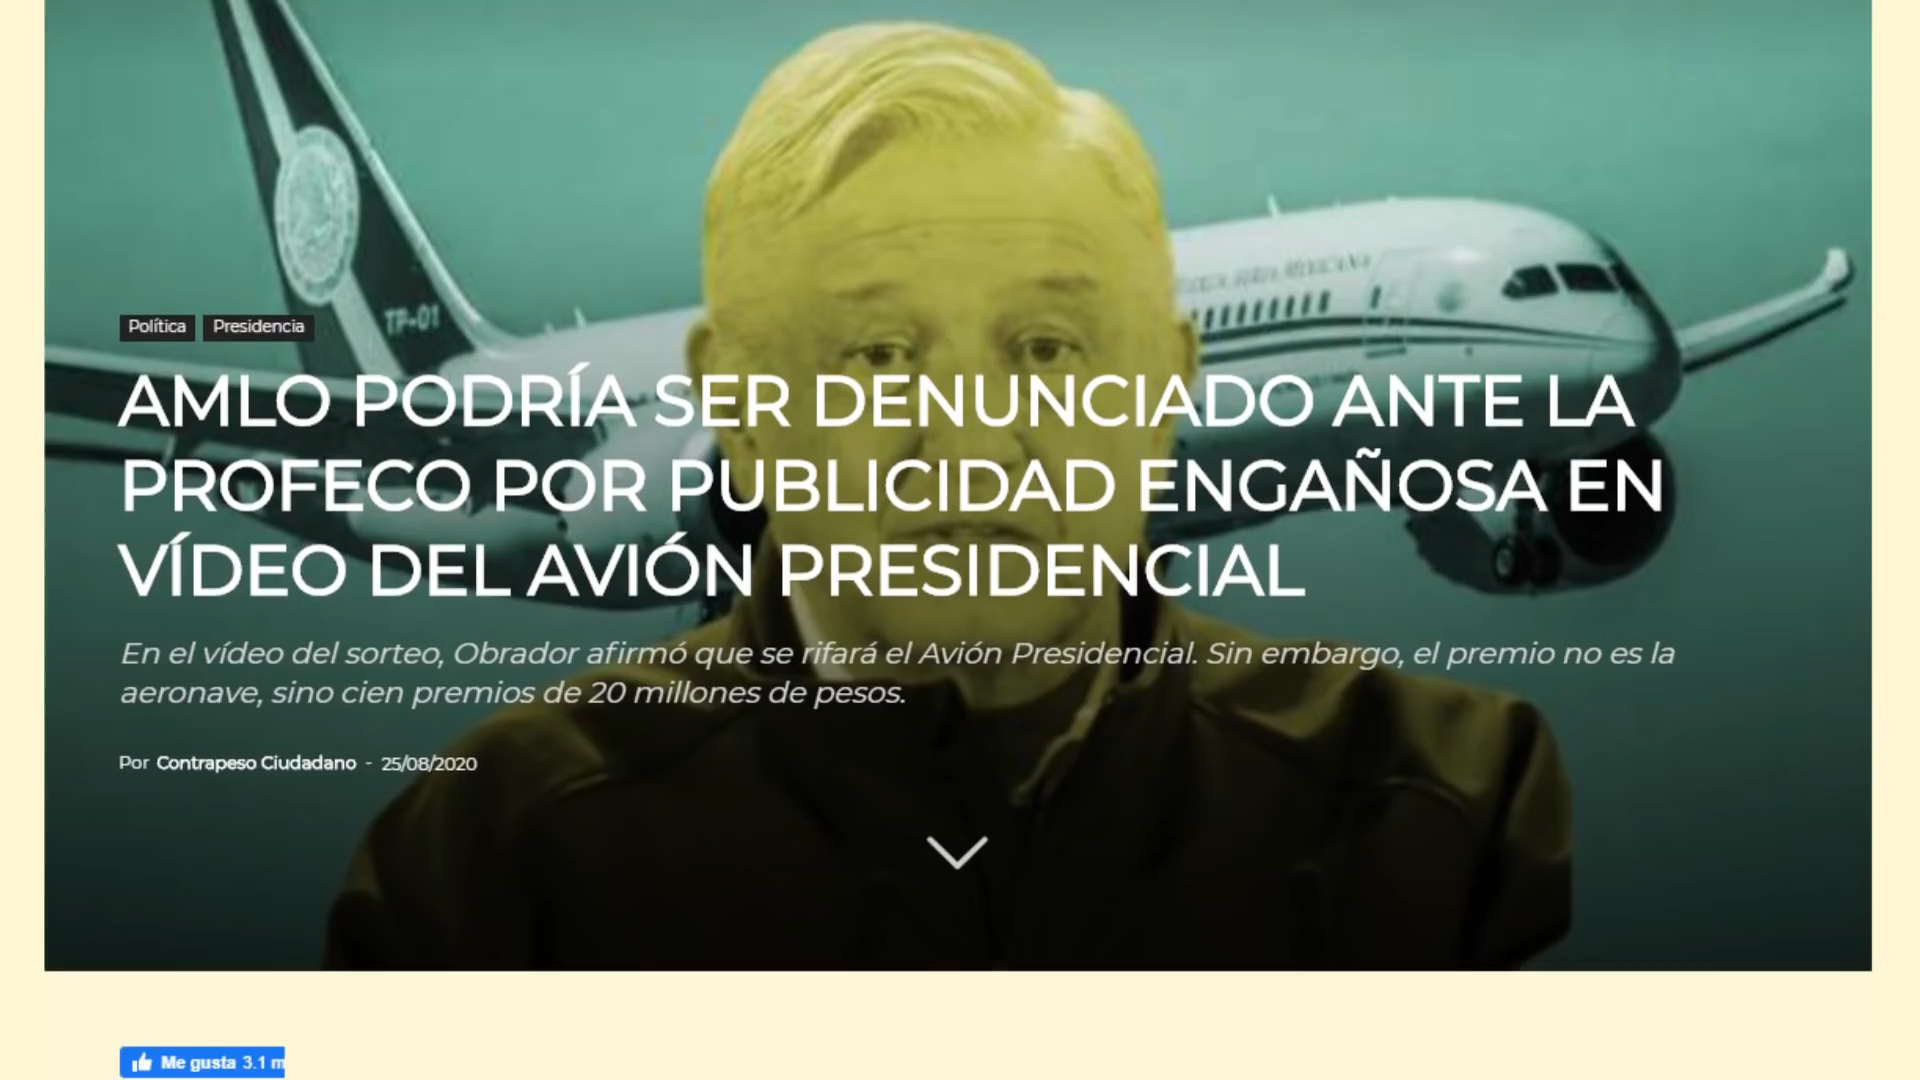 TP-01
Política Presidencia
AMLO PODRÍA SER DENUNCIADO ANTE LA
PROFECO POR PUBLICIDAD ENGAÑOSA EN
VÍDEO DEL AVIÓN PRESIDENCIAL
En el vídeo del sorteo, Obrador afirmó que se rifará el Avión Presidencial. Sin embargo, el premio no es la
aeronave, sino cien premios de 20 millones de pesos.
Por Contrapeso Ciudadano - 25/08/2020
Me gusta 3.1 m